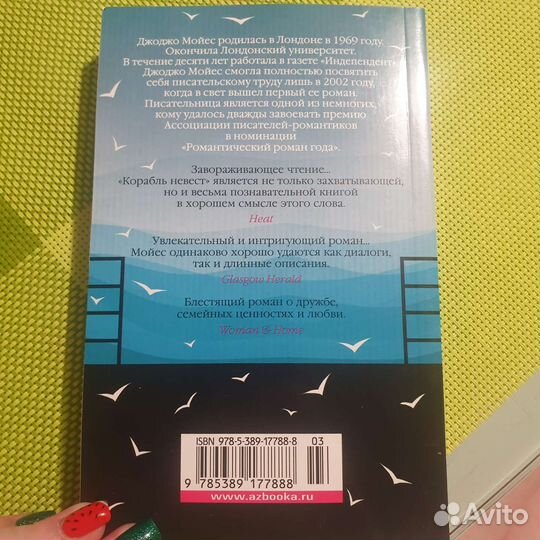 Джоджо Мойес родилась в Лондоне в 1969 году.
Окончила Лондонский университет.
В течение десяти лет работала в газете «Индепендент».
Джоджо Мойес смогла полностью посвятить
себя писательскому труду лишь в 2002 году,
когда в свет вышел первый ее роман.
Писательница является одной из немногих,
кому удалось дважды завоевать премию
Ассоциации писателей-романтиков
в номинации
«Романтический роман года».
Завораживающее чтение...
«Корабль невест» является не только захватывающей,
но и весьма познавательной книгой
в хорошем смысле этого слова.
Heat
Увлекательный и интригующий роман...
Мойес одинаково хорошо удаются как диалоги,
так и длинные описания.
Glasgow Herald
Блестящий роман о дружбе,
семейных ценностях и любви.
Woman & Home
ISBN 978-5-389-17788-8 03
9 785389 177888
www.azbooka.ru
Avito